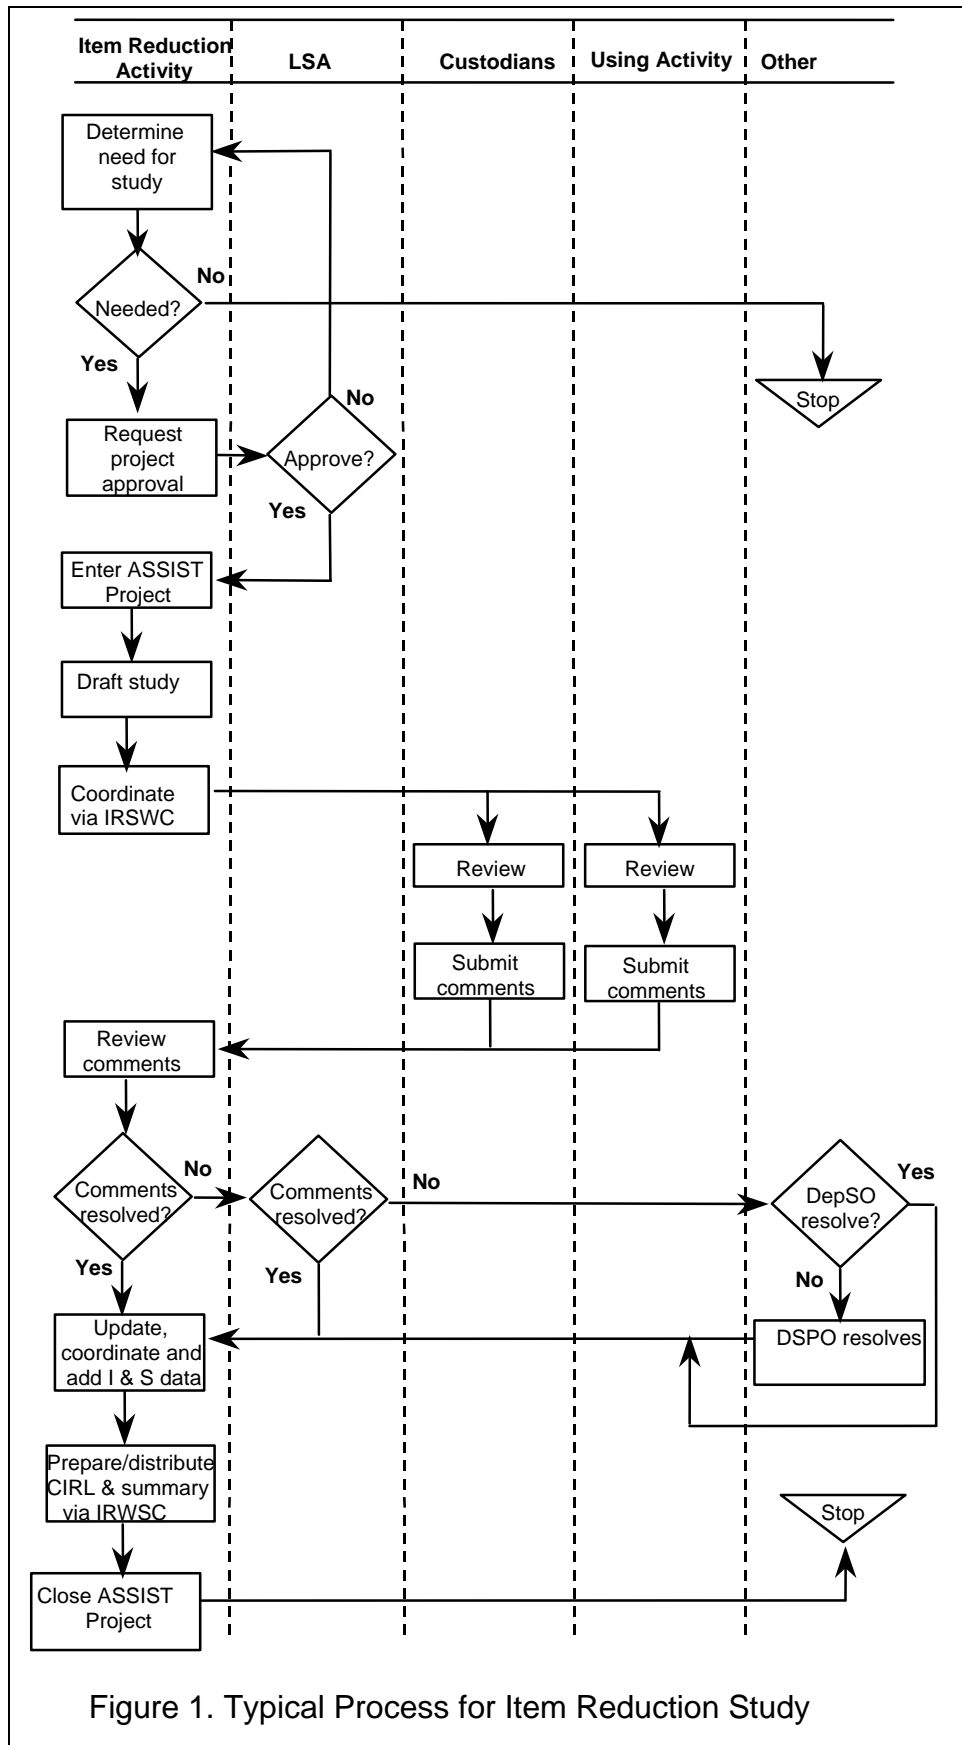 Item Reduction
Activity
LSA
Custodians
Using Activity
Other
Determine
need for
study
No
Needed?
Yes
Stop
No
Request
project
approval
Approve?
Yes
Enter ASSIST
Project
Draft study
Coordinate
via IRSWC
Review
Review
Submit
comments
Submit
comments
Review
comments
Comments
resolved?
No
Comments
resolved?
No
DepSO
resolve?
Yes
Yes
Yes
No
Update,
coordinate and
add I & S data
DSPO resolves
Prepare/distribute
CIRL & summary
via IRWSC
Stop
Close ASSIST
Project
Figure 1. Typical Process for Item Reduction Study